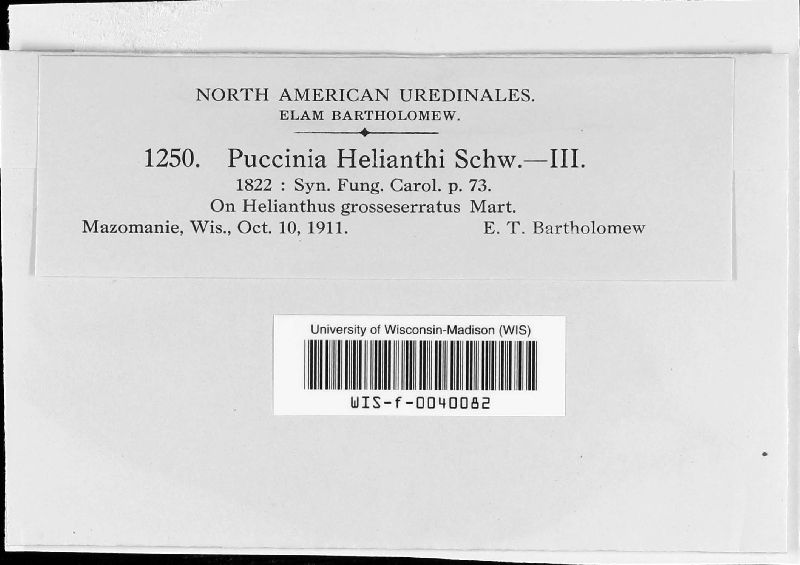 NORTH AMERICAN UREDINALES.
ELAM BARTHOLOMEW.
1250. Puccinia Helianthi Schw.—III.
1822 : Syn. Fung. Carol. p. 73.
On Helianthus grosseserratus Mart.
Mazomanie, Wis., Oct. 10, 1911. E. T. Bartholomew
University of Wisconsin-Madison (WIS)
WIS-f-0040082